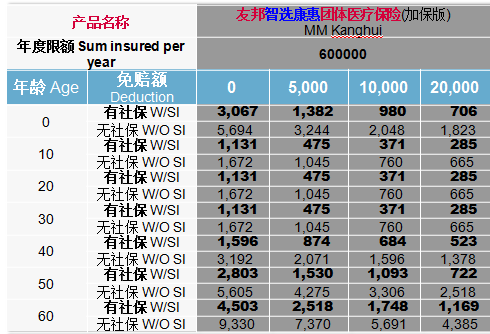 产品名称 友邦智选康惠团体医疗保险(加保版)
MM Kanghui
年度限额 Sum insured per year 600000
年龄 Age 免赔额 Deduction 0 5,000 10,000 20,000
0 有社保 W/SI 3,067 1,382 980 706
无社保 W/O SI 5,694 3,244 2,048 1,823
10 有社保 W/SI 1,131 475 371 285
无社保 W/O SI 1,672 1,045 760 665
20 有社保 W/SI 1,131 475 371 285
无社保 W/O SI 1,672 1,045 760 665
30 有社保 W/SI 1,131 475 371 285
无社保 W/O SI 1,672 1,045 760 665
40 有社保 W/SI 1,596 874 684 523
无社保 W/O SI 3,192 2,071 1,596 1,378
50 有社保 W/SI 2,803 1,530 1,093 722
无社保 W/O SI 5,605 4,275 3,306 2,518
60 有社保 W/SI 4,503 2,518 1,748 1,169
无社保 W/O SI 9,330 7,370 5,691 4,385